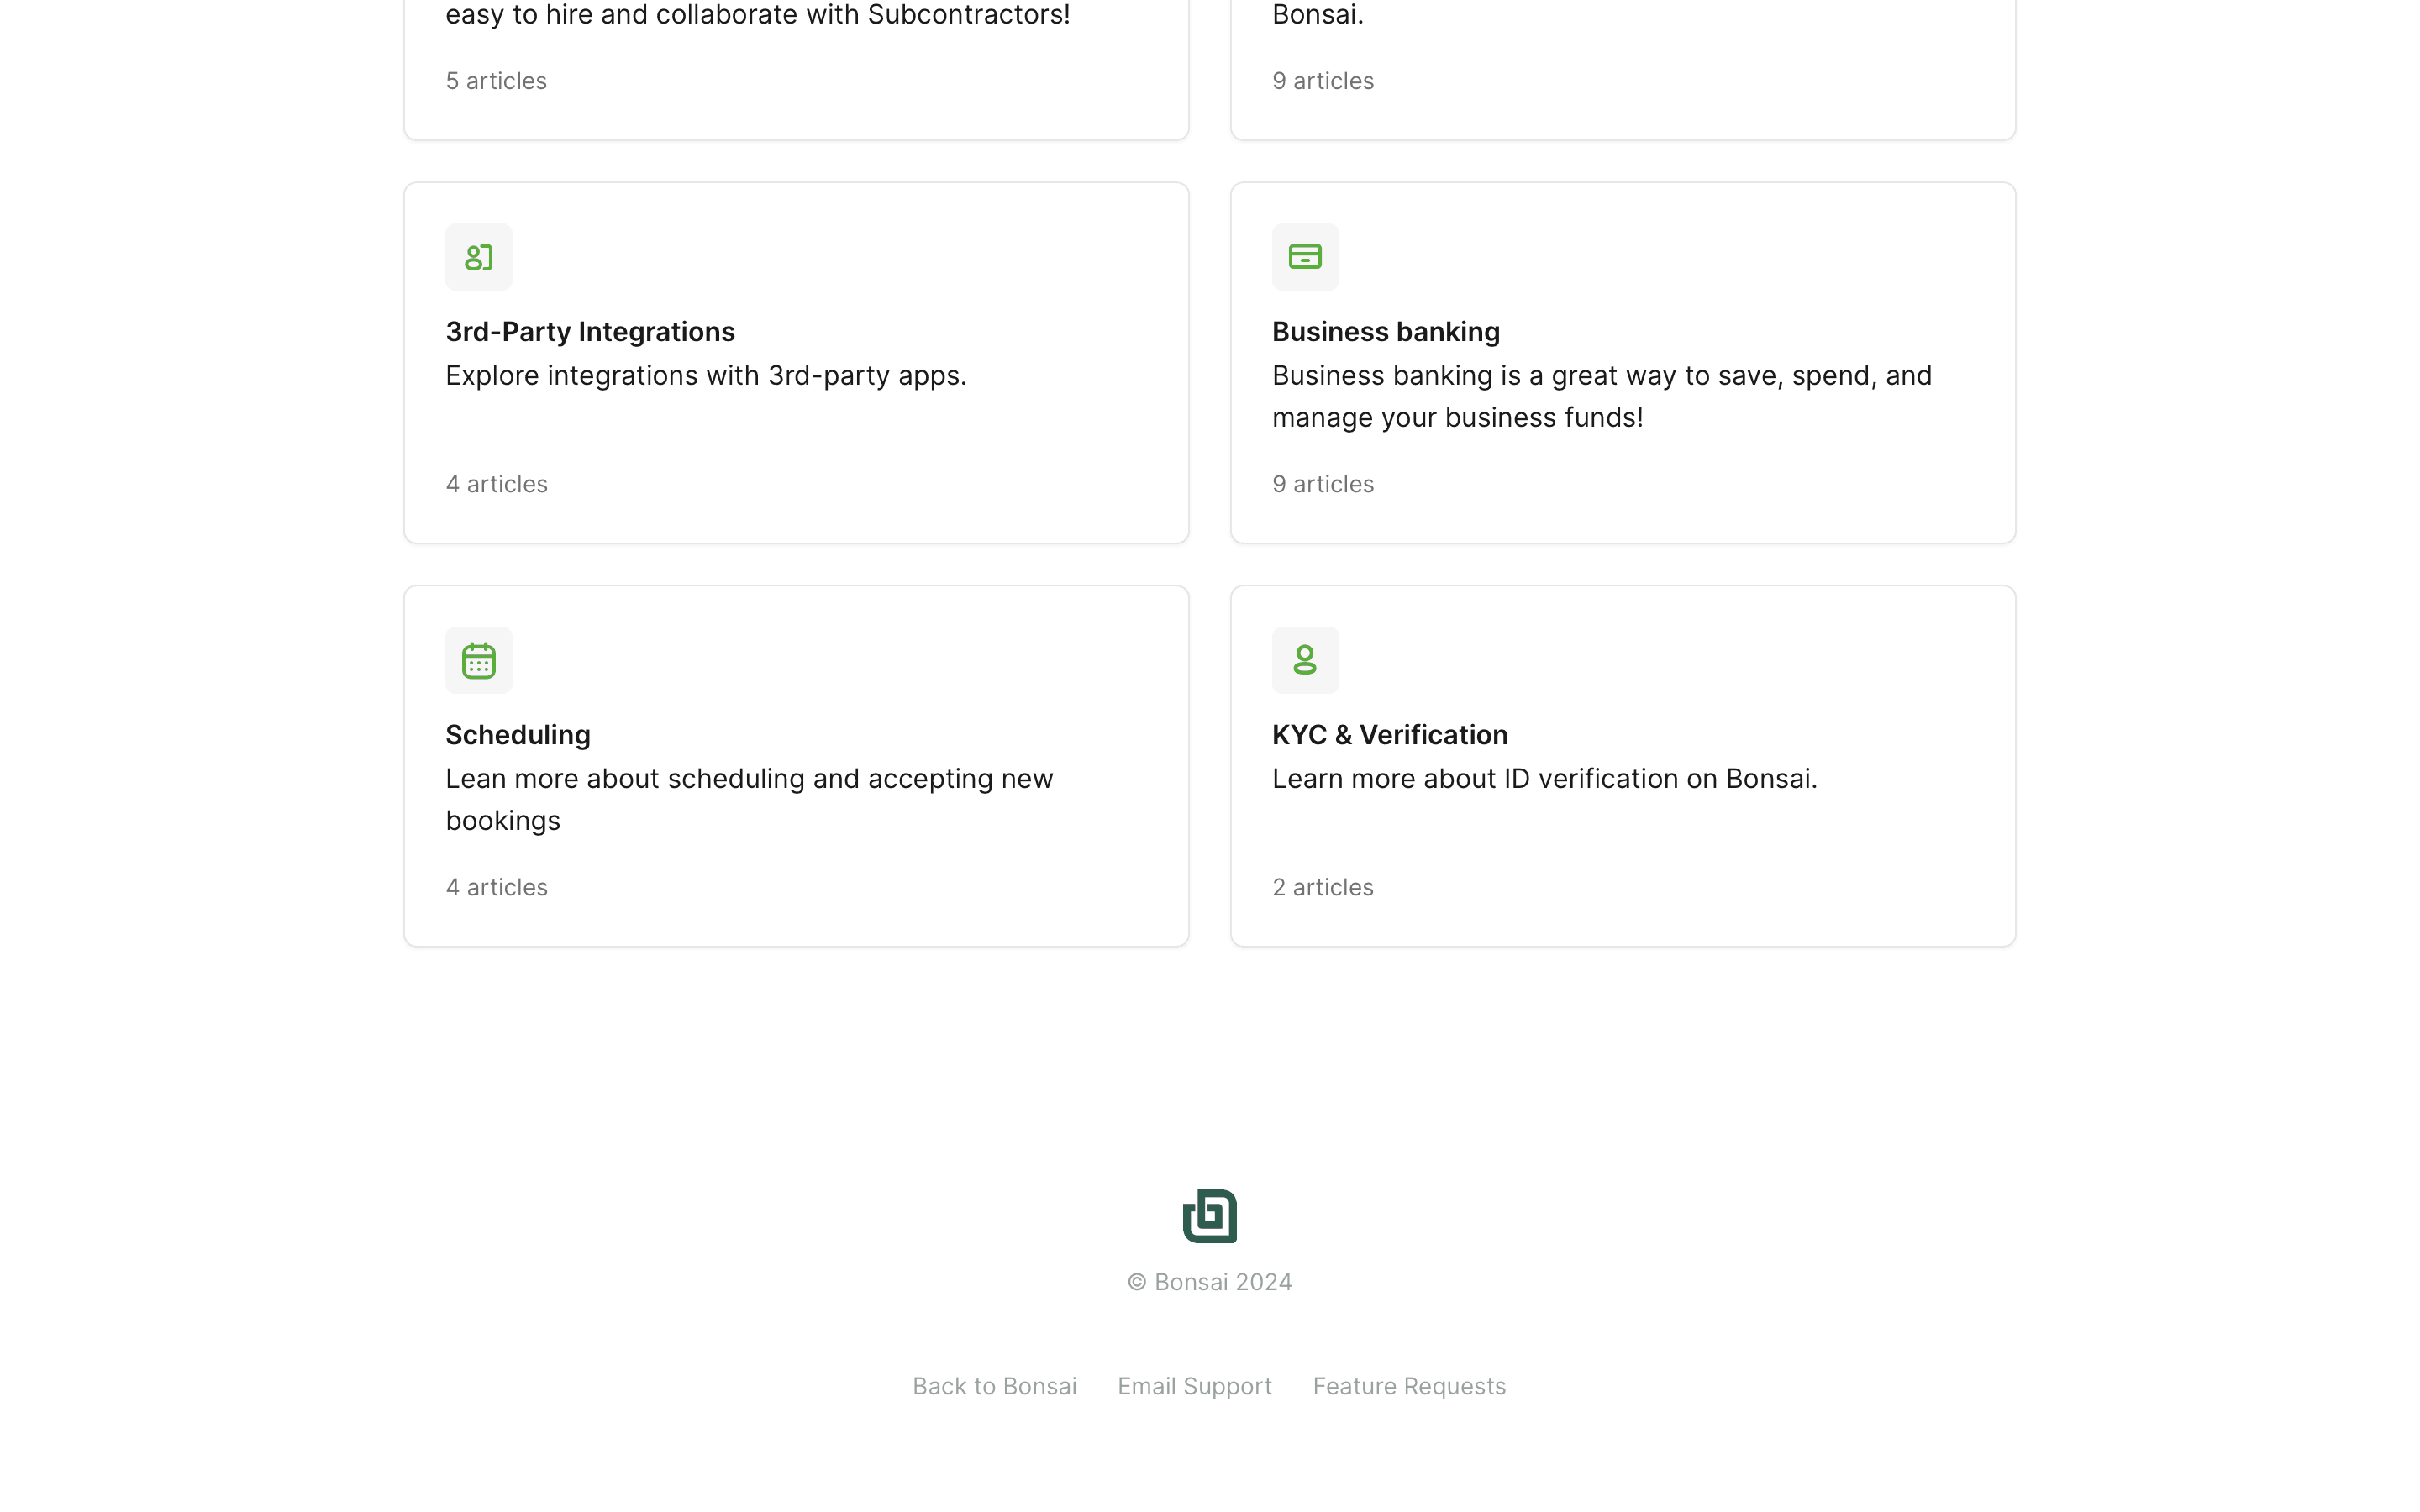 easy to hire and collaborate with Subcontractors!
5 articles
Bonsai.
9 articles
3rd-Party Integrations
Explore integrations with 3rd-party apps.
4 articles
Business banking
Business banking is a great way to save, spend, and
manage your business funds!
9 articles
Scheduling
Lean more about scheduling and accepting new
bookings
4 articles
KYC & Verification
Learn more about ID verification on Bonsai.
2 articles
© Bonsai 2024
Back to Bonsai
Email Support
Feature Requests